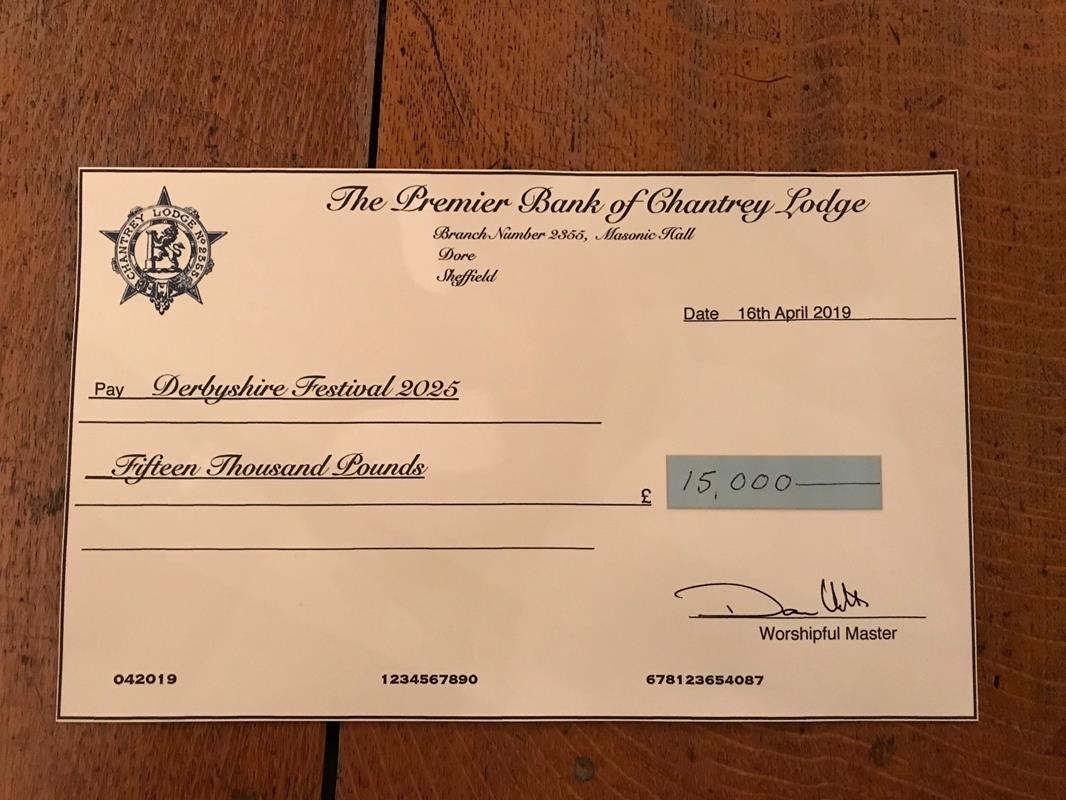 The Premier Bank of Chantrey Lodge
CHANTREY LODGE No 2355
Branch Number 2355, Masonic Hall
Dore
Sheffield
Date 16th April 2019
Pay Derbyshire Festival 2025
Fifteen Thousand Pounds
£ 15,000
Worshipful Master
042019 1234567890 678123654087